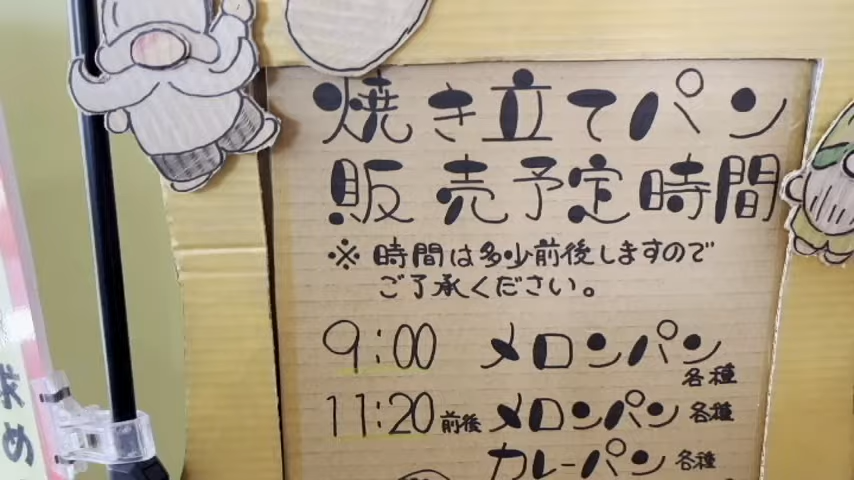 焼き立てパン
販売予定時間
※ 時間は多少前後しますので
ご了承ください。
9:00 メロンパン 各種
11:20 前後 メロンパン 各種
カレーパン 各種
求め